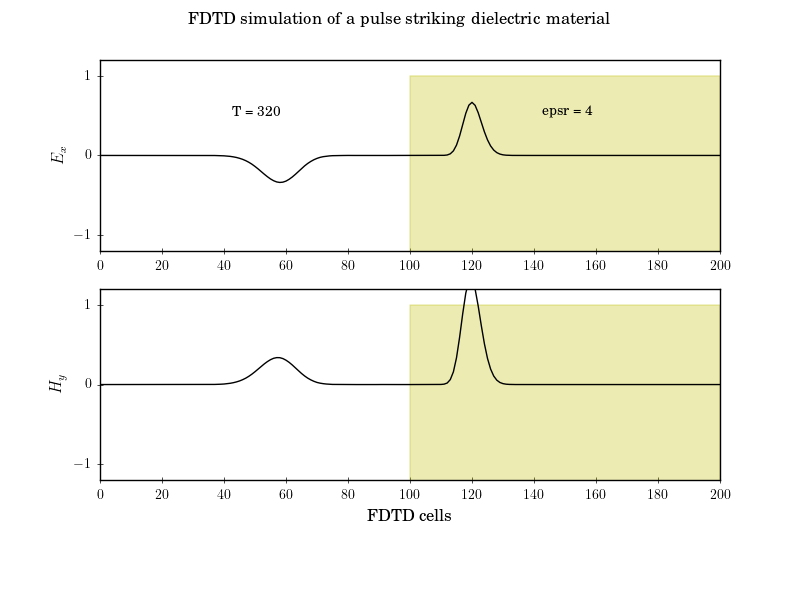 FDTD simulation of a pulse striking dielectric material
1
0
−1
E_x
T = 320
epsr = 4
0 20 40 60 80 100 120 140 160 180 200
1
0
−1
H_y
0 20 40 60 80 100 120 140 160 180 200
FDTD cells